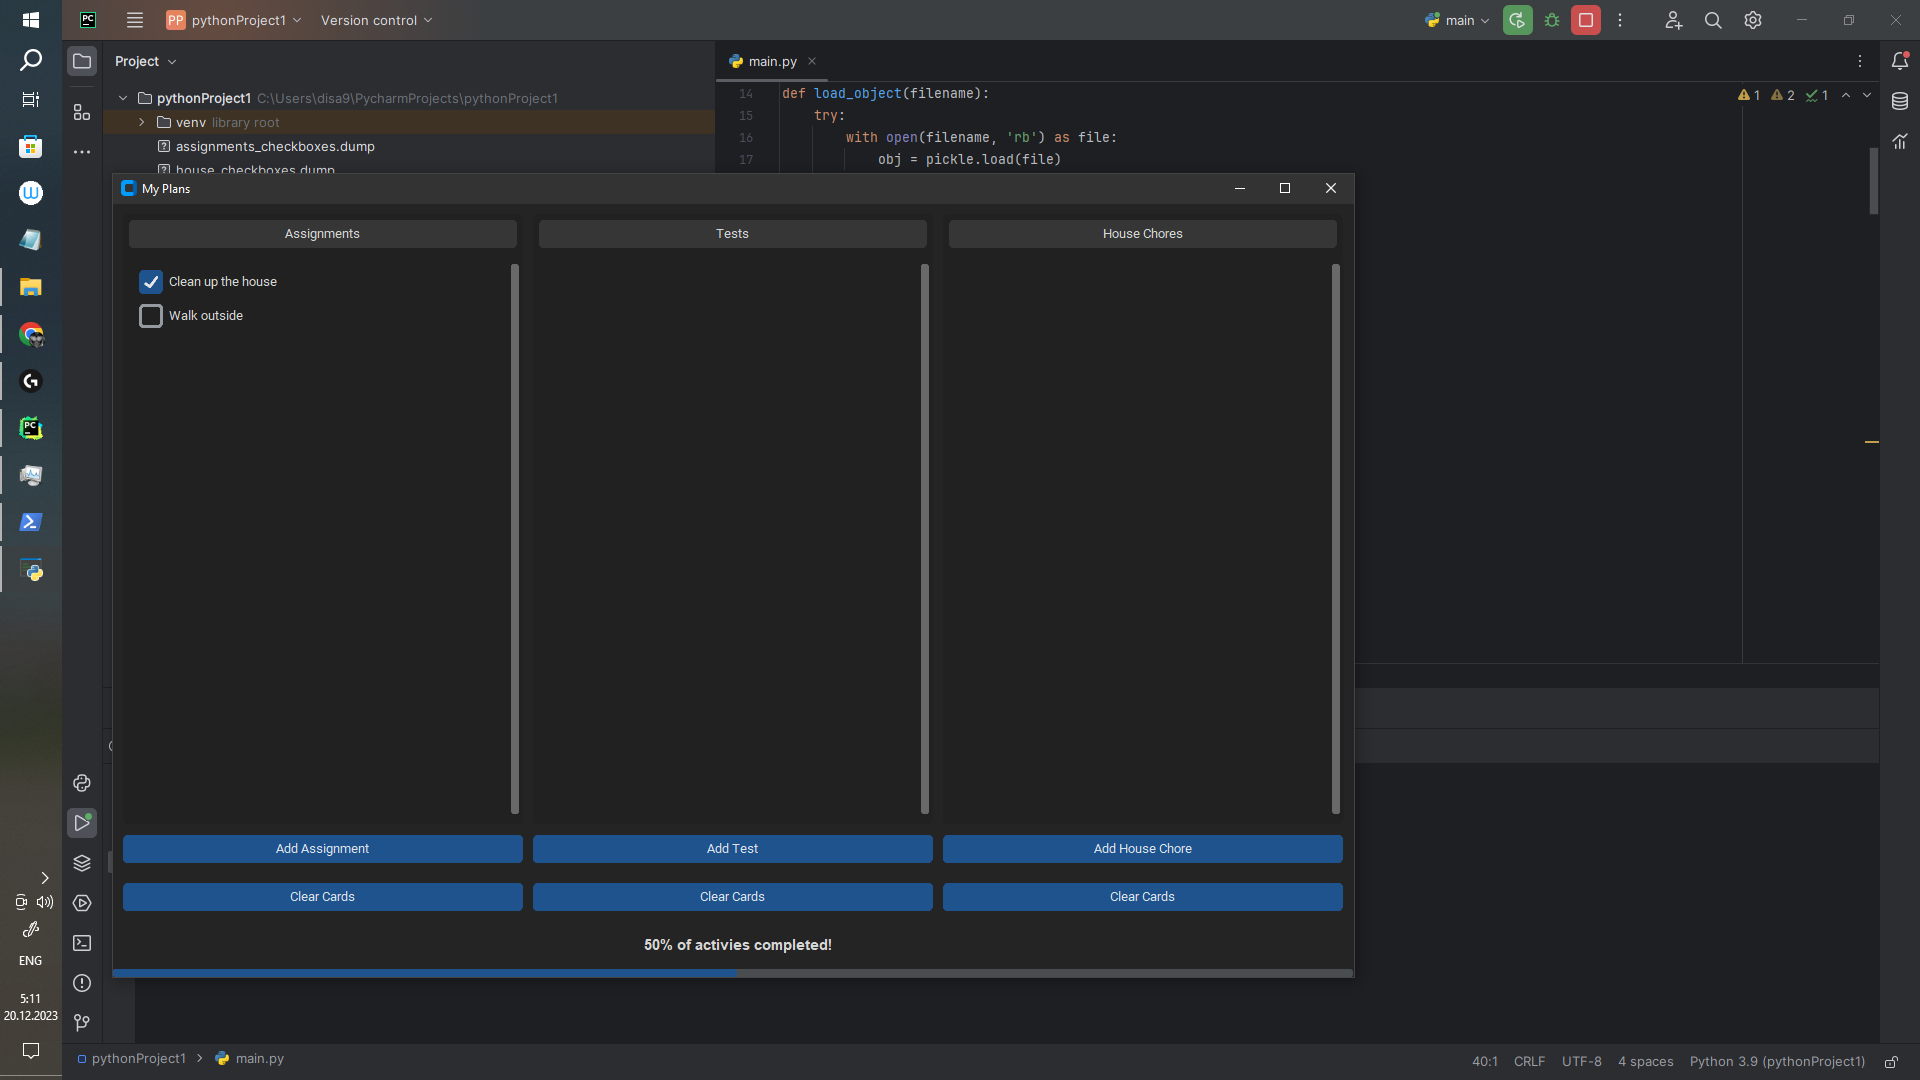 PC
PP pythonProject1
Version control
main
Project
main.py
pythonProject1 C:\Users\disa9\PycharmProjects\pythonProject1
venv library root
assignments_checkboxes.dump
house_checkboxes.dump
14 def load_object(filename):
15 try:
16 with open(filename, 'rb') as file:
17 obj = pickle.load(file)
1 2 1
My Plans
Assignments
Tests
House Chores
Clean up the house
Walk outside
Add Assignment
Add Test
Add House Chore
Clear Cards
Clear Cards
Clear Cards
50% of activies completed!
ENG
5:11
20.12.2023
pythonProject1 > main.py
40:1 CRLF UTF-8 4 spaces Python 3.9 (pythonProject1)